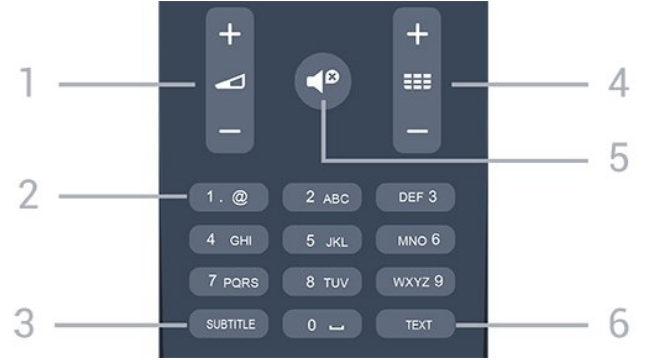 + +
1 4
- -
5
2 1 . @ 2 ABC DEF 3
4 GHI 5 JKL MNO 6
7 PQRS 8 TUV WXYZ 9
3 SUBTITLE 0 ⎵ TEXT 6